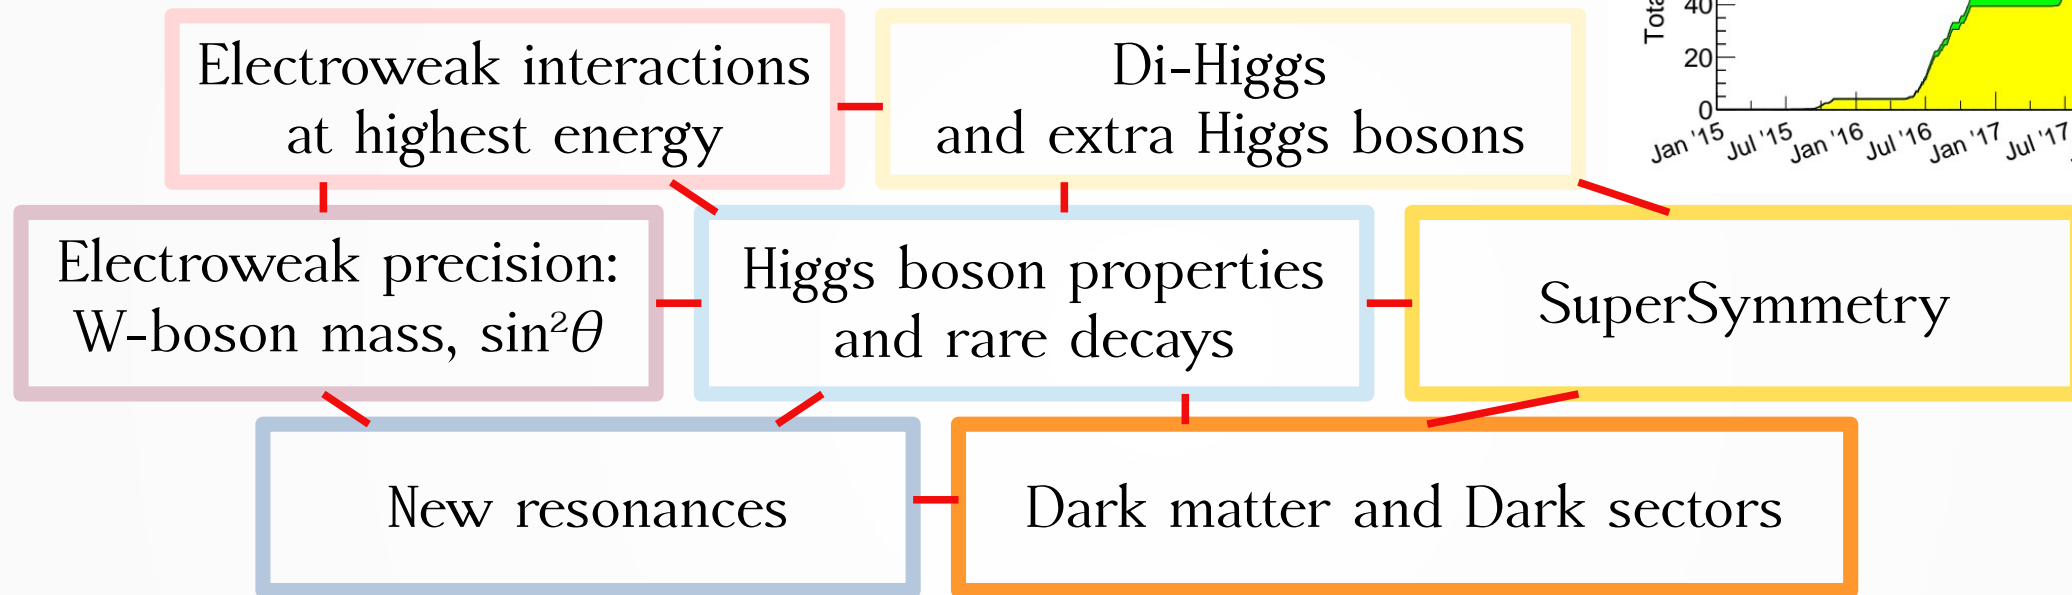 Electroweak interactions
at highest energy
Di-Higgs
and extra Higgs bosons
40
20
0
Jan '15
Jul '15
Jan '16
Jul '16
Jan '17
Jul '17
Electroweak precision:
W-boson mass, sin²θ
Higgs boson properties
and rare decays
SuperSymmetry
New resonances
Dark matter and Dark sectors